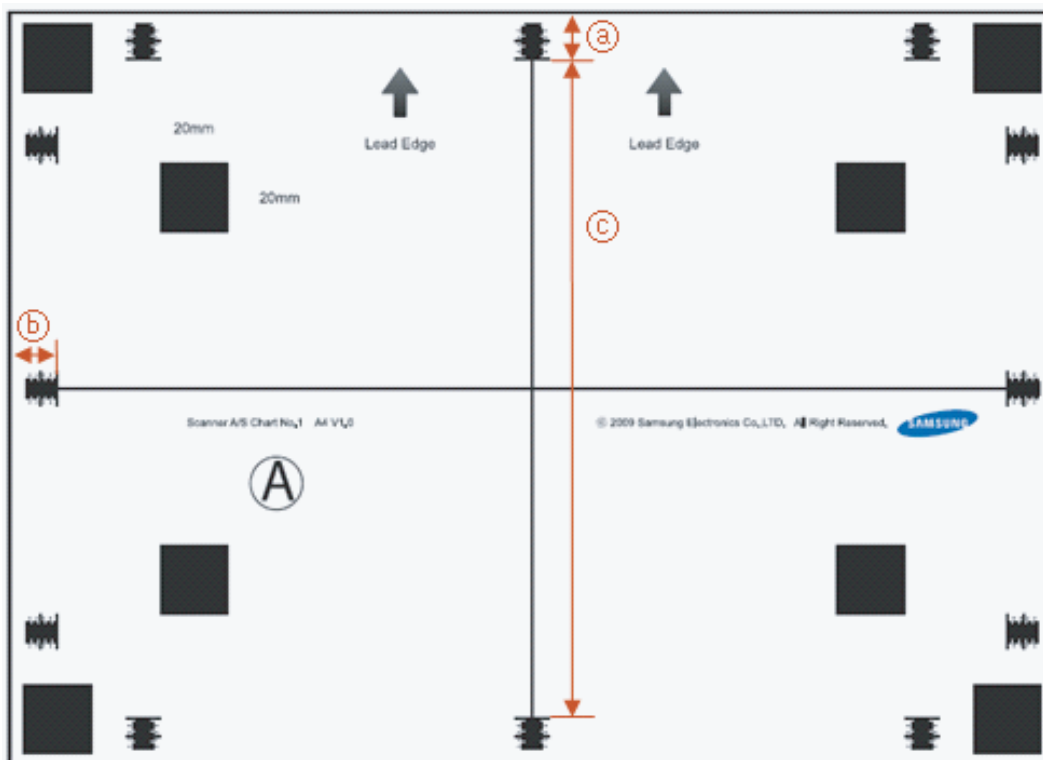 ⓐ
Lead Edge
Lead Edge
20mm
20mm
ⓒ
ⓑ
Scanner A/S Chart No,1 A4 V1,0
© 2009 Samsung Electronics Co,,LTD, All Right Reserved,
SAMSUNG
A